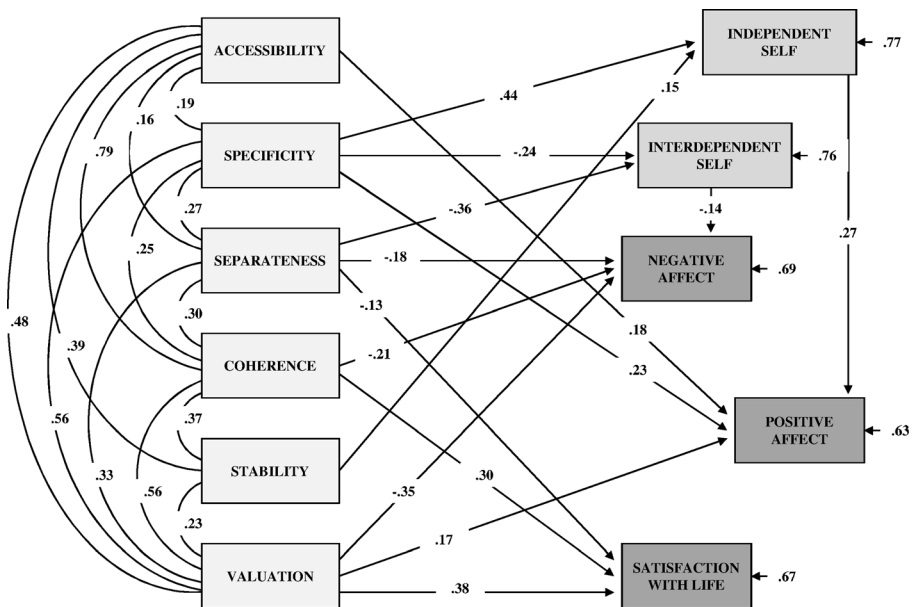 ACCESSIBILITY
INDEPENDENT
SELF
.77
.44
.15
.19
.16
.79
SPECIFICITY
-.24
INTERDEPENDENT
SELF
.76
.27
-.36
-.14
.25
SEPARATENESS
-.18
NEGATIVE
AFFECT
.69
.27
.30
-.13
.48
.39
.18
COHERENCE
-.21
.23
.37
.56
POSITIVE
AFFECT
.63
.33
STABILITY
.56
.30
-.35
.23
.17
VALUATION
.38
SATISFACTION
WITH LIFE
.67